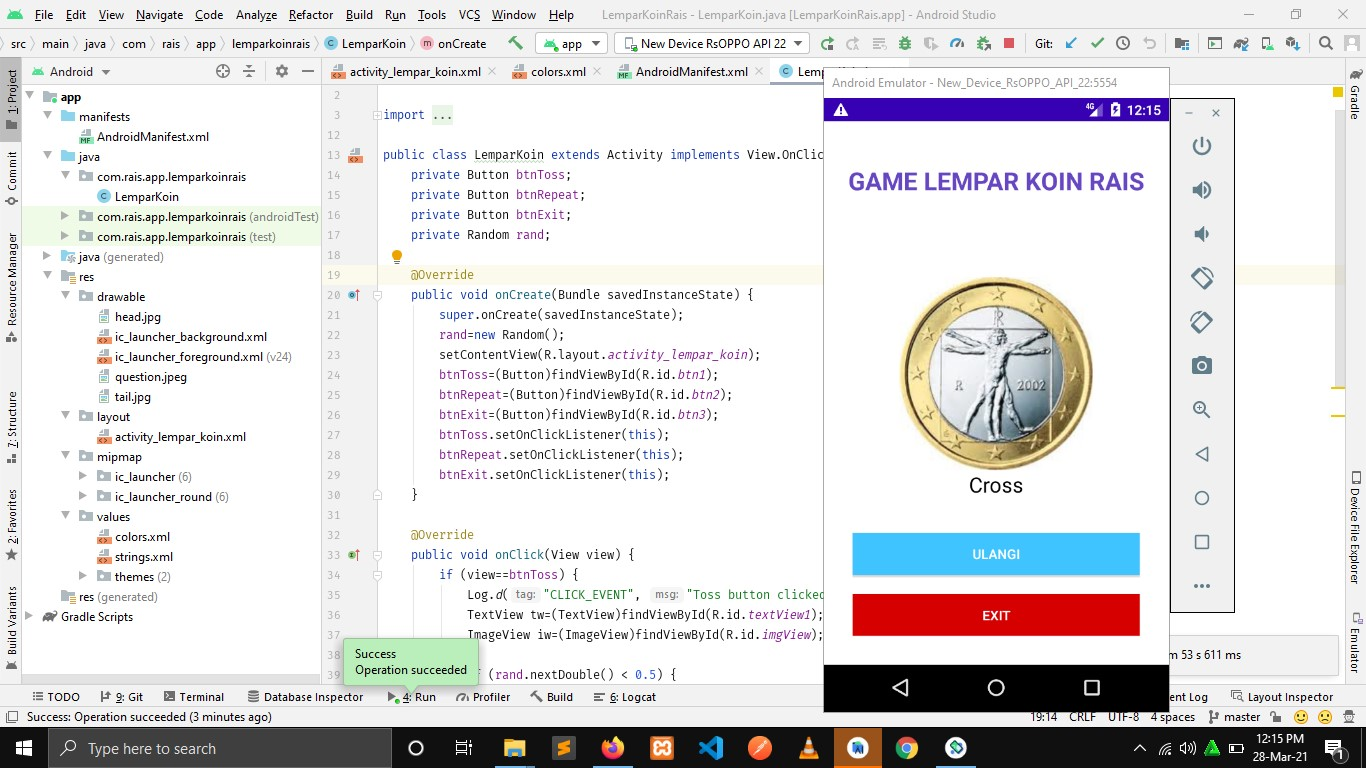 File Edit View Navigate Code Analyze Refactor Build Run Tools VCS Window Help LemparKoinRais - LemparKoin.java [LemparKoinRais.app] - Android Studio
src main java com rais app lemparkoinrais LemparKoin onCreate app New Device RsOPPO API 22 Git:
Android
activity_lempar_koin.xml colors.xml AndroidManifest.xml
1: Project
Commit
Resource Manager
7: Structure
2: Favorites
Build Variants
app
manifests
AndroidManifest.xml
java
com.rais.app.lemparkoinrais
LemparKoin
com.rais.app.lemparkoinrais (androidTest)
com.rais.app.lemparkoinrais (test)
java (generated)
res
drawable
head.jpg
ic_launcher_background.xml
ic_launcher_foreground.xml (v24)
question.jpeg
tail.jpg
layout
activity_lempar_koin.xml
mipmap
ic_launcher (6)
ic_launcher_round (6)
values
colors.xml
strings.xml
themes (2)
res (generated)
Gradle Scripts
2
3 import ...
12
13 public class LemparKoin extends Activity implements View.OnClic
14 private Button btnToss;
15 private Button btnRepeat;
16 private Button btnExit;
17 private Random rand;
18
19 @Override
20 public void onCreate(Bundle savedInstanceState) {
21 super.onCreate(savedInstanceState);
22 rand=new Random();
23 setContentView(R.layout.activity_lempar_koin);
24 btnToss=(Button)findViewById(R.id.btn1);
25 btnRepeat=(Button)findViewById(R.id.btn2);
26 btnExit=(Button)findViewById(R.id.btn3);
27 btnToss.setOnClickListener(this);
28 btnRepeat.setOnClickListener(this);
29 btnExit.setOnClickListener(this);
30 }
31
32 @Override
33 public void onClick(View view) {
34 if (view==btnToss) {
35 Log.d( tag: "CLICK_EVENT", msg: "Toss button clicked
36 TextView tw=(TextView)findViewById(R.id.textView1);
37 ImageView iw=(ImageView)findViewById(R.id.imgView);
38
39 (rand.nextDouble() < 0.5) {
Success
Operation succeeded
Android Emulator - New_Device_RsOPPO_API_22:5554
4G 12:15
GAME LEMPAR KOIN RAIS
R
R 2002
Cross
ULANGI
EXIT
m 53 s 611 ms
Gradle
Device File Explorer
Emulator
TODO 9: Git Terminal Database Inspector 4: Run Profiler Build 6: Logcat
nt Log Layout Inspector
Success: Operation succeeded (3 minutes ago) 19:14 CRLF UTF-8 4 spaces master
Type here to search
12:15 PM
28-Mar-21
1